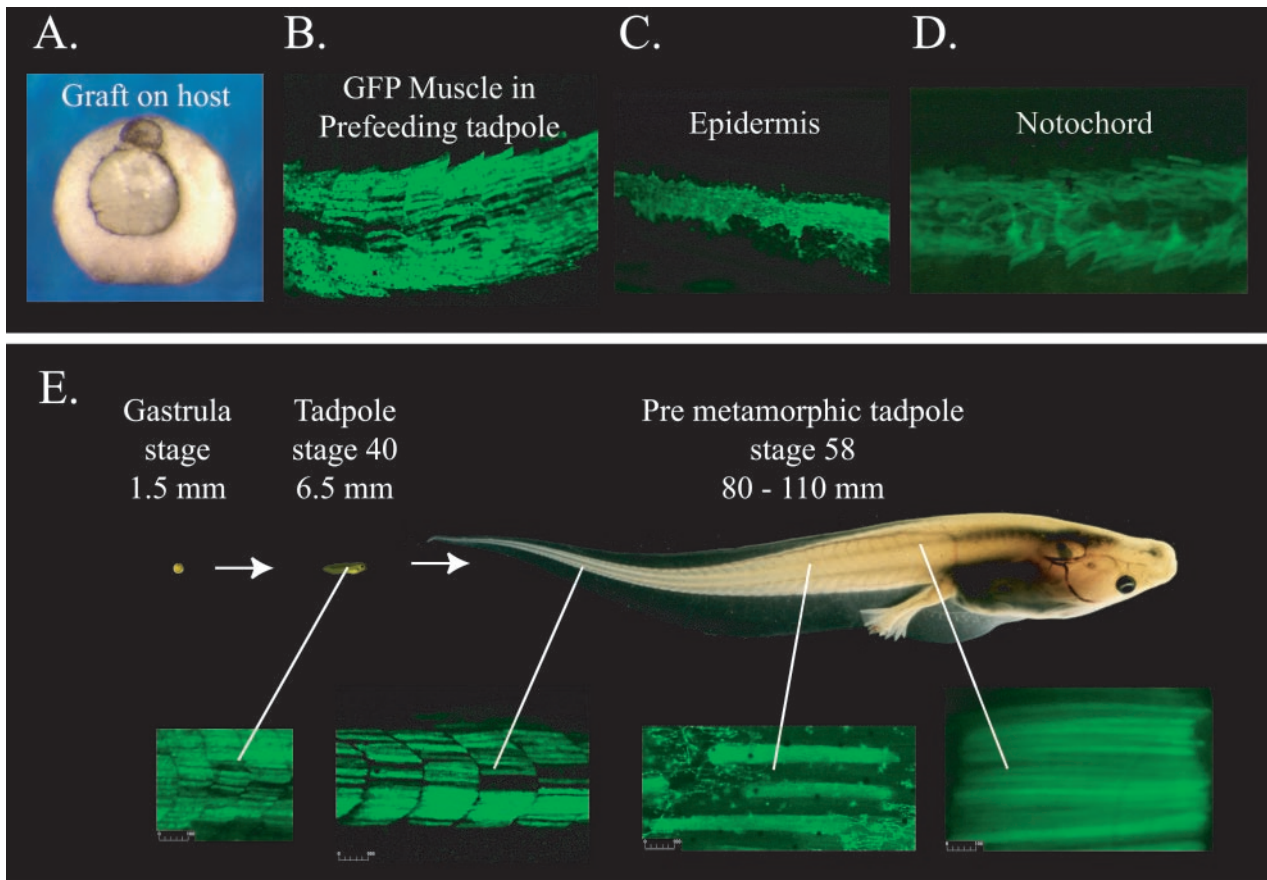 A.
Graft on host
B.
GFP Muscle in
Prefeeding tadpole
C.
Epidermis
D.
Notochord
E.
Gastrula
stage
1.5 mm
Tadpole
stage 40
6.5 mm
Pre metamorphic tadpole
stage 58
80 - 110 mm